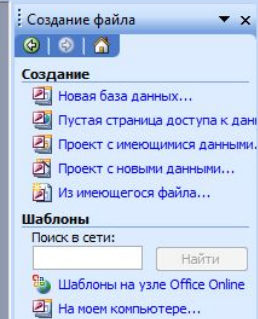 Создание файла
Создание
Новая база данных...
Пустая страница доступа к дан
Проект с имеющимися данными.
Проект с новыми данными...
Из имеющегося файла...
Шаблоны
Поиск в сети:
Найти
Шаблоны на узле Office Online
На моем компьютере...